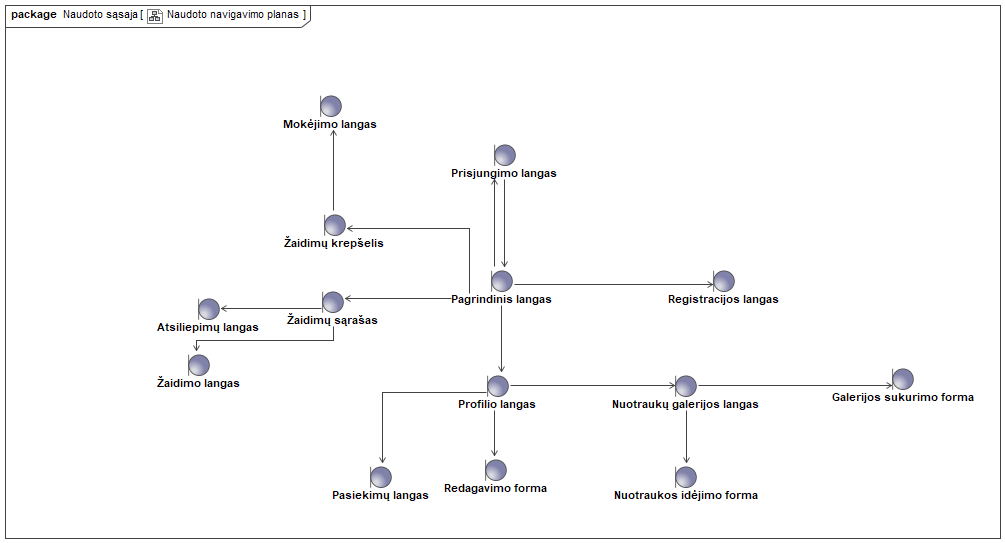 package Naudoto sąsaja [ Naudoto navigavimo planas ]
Mokėjimo langas
Prisjungimo langas
Žaidimų krepšelis
Pagrindinis langas
Registracijos langas
Žaidimų sąrašas
Atsiliepimų langas
Žaidimo langas
Profilio langas
Nuotraukų galerijos langas
Galerijos sukurimo forma
Pasiekimų langas
Redagavimo forma
Nuotraukos idėjimo forma